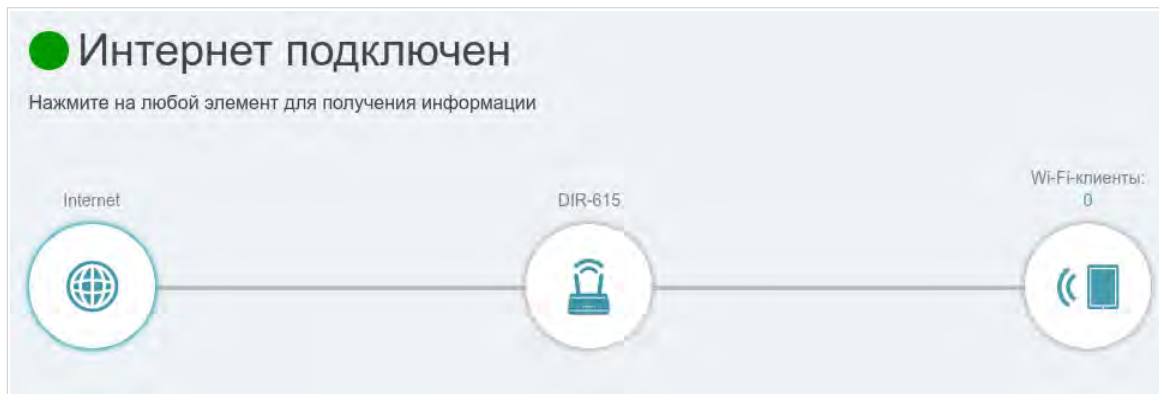 Интернет подключен
Нажмите на любой элемент для получения информации
Internet
DIR-615
Wi-Fi-клиенты:
0